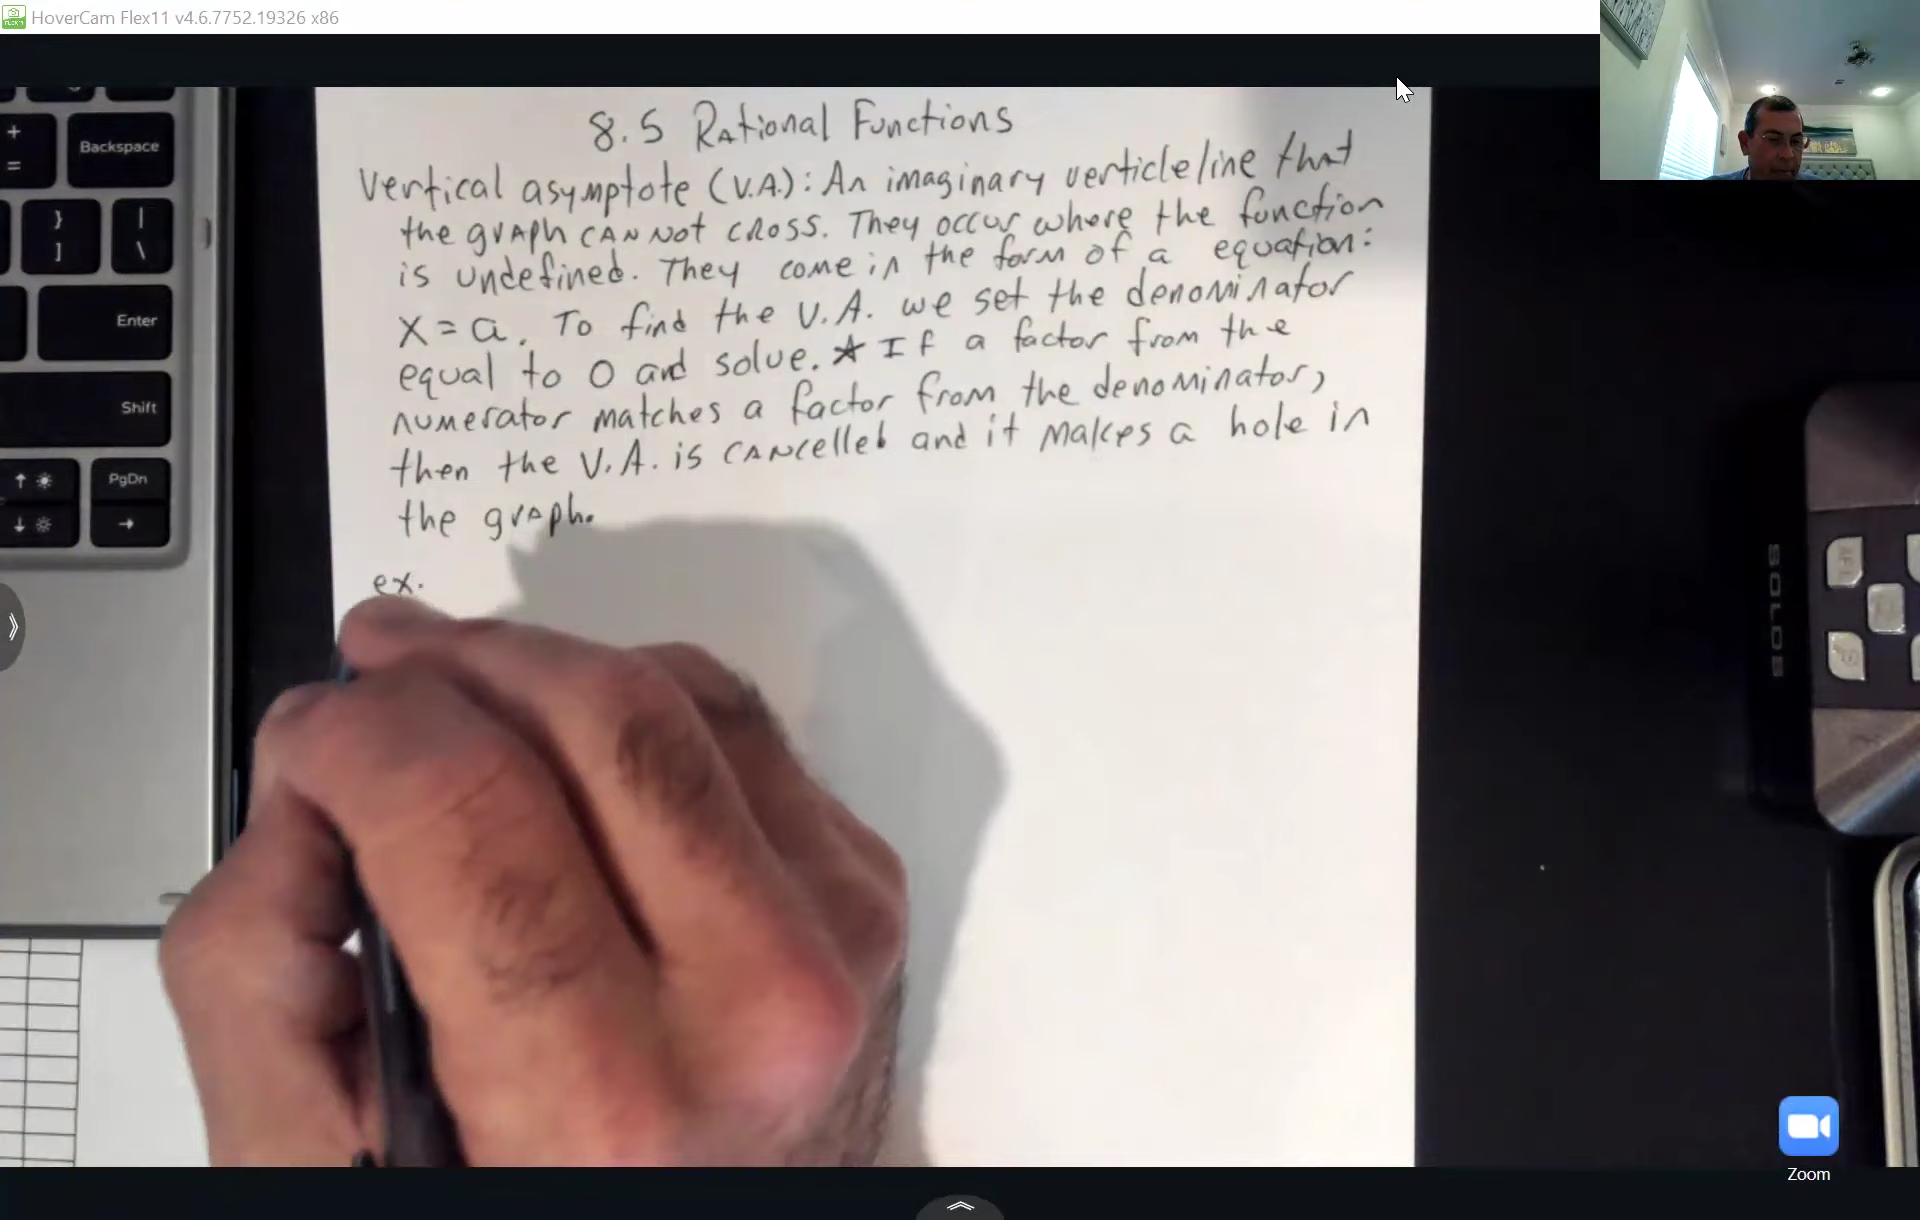 HoverCam Flex11 v4.6.7752.19326 x86
8.5 Rational Functions
Vertical asymptote (V.A.): An imaginary verticle line that
the graph cannot cross. They occur where the function
is undefined. They come in the form of a equation:
x = a. To find the V.A. we set the denominator
equal to 0 and solve. ★ If a factor from the
numerator matches a factor from the denominator,
then the V.A. is cancelled and it makes a hole in
the graph.
ex.
+
=
Backspace
}
]
|
\
Enter
Shift
PgDn
↑
↓
→
SOLDS
Zoom